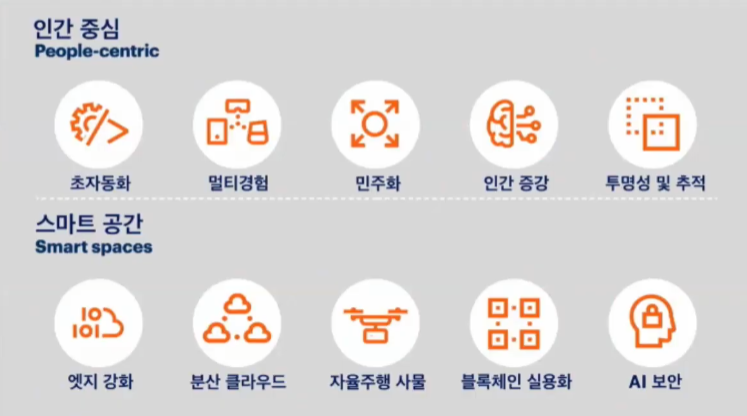 인간 중심
People-centric
초자동화
멀티경험
민주화
인간 증강
투명성 및 추적
스마트 공간
Smart spaces
10
101
엣지 강화
분산 클라우드
자율주행 사물
블록체인 실용화
AI 보안